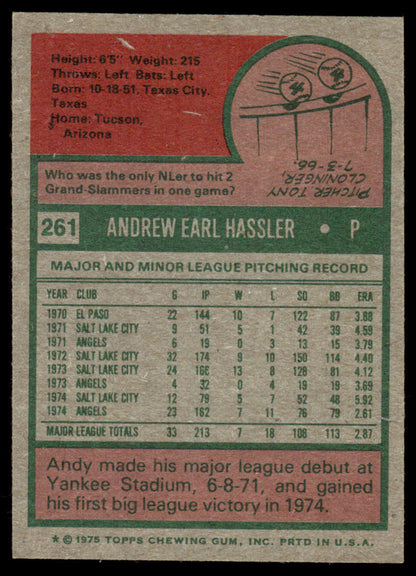 Height: 6'5" Weight: 215
Throws: Left Bats: Left
Born: 10-18-51, Texas City,
Texas
Home: Tucson,
Arizona
Who was the only NLer to hit 2
Grand-Slammers in one game?
PITCHER TONY
CLONINGER.
7-3-66.
261 ANDREW EARL HASSLER • P
MAJOR AND MINOR LEAGUE PITCHING RECORD
YEAR CLUB G IP W L SO BB ERA
1970 EL PASO 22 144 10 7 122 87 3.68
1971 SALT LAKE CITY 9 51 5 1 42 39 4.59
1971 ANGELS 6 19 0 3 13 15 3.79
1972 SALT LAKE CITY 32 174 9 10 150 114 4.40
1973 SALT LAKE CITY 24 166 13 8 128 81 4.12
1973 ANGELS 4 32 0 4 19 19 3.69
1974 SALT LAKE CITY 12 79 5 7 52 48 5.92
1974 ANGELS 23 162 7 11 76 79 2.61
MAJOR LEAGUE TOTALS 33 213 7 18 108 113 2.87
Andy made his major league debut at
Yankee Stadium, 6-8-71, and gained
his first big league victory in 1974.
★ © 1975 TOPPS CHEWING GUM, INC. PRTD IN U.S.A.